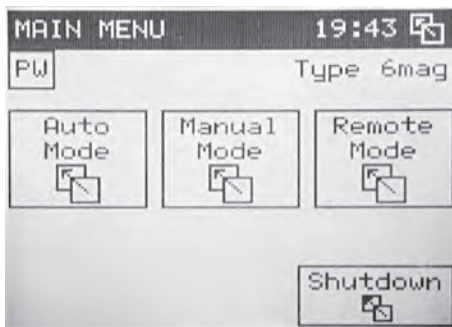 MAIN MENU 19:43
PW Type 6mag
Auto Mode
Manual Mode
Remote Mode
Shutdown